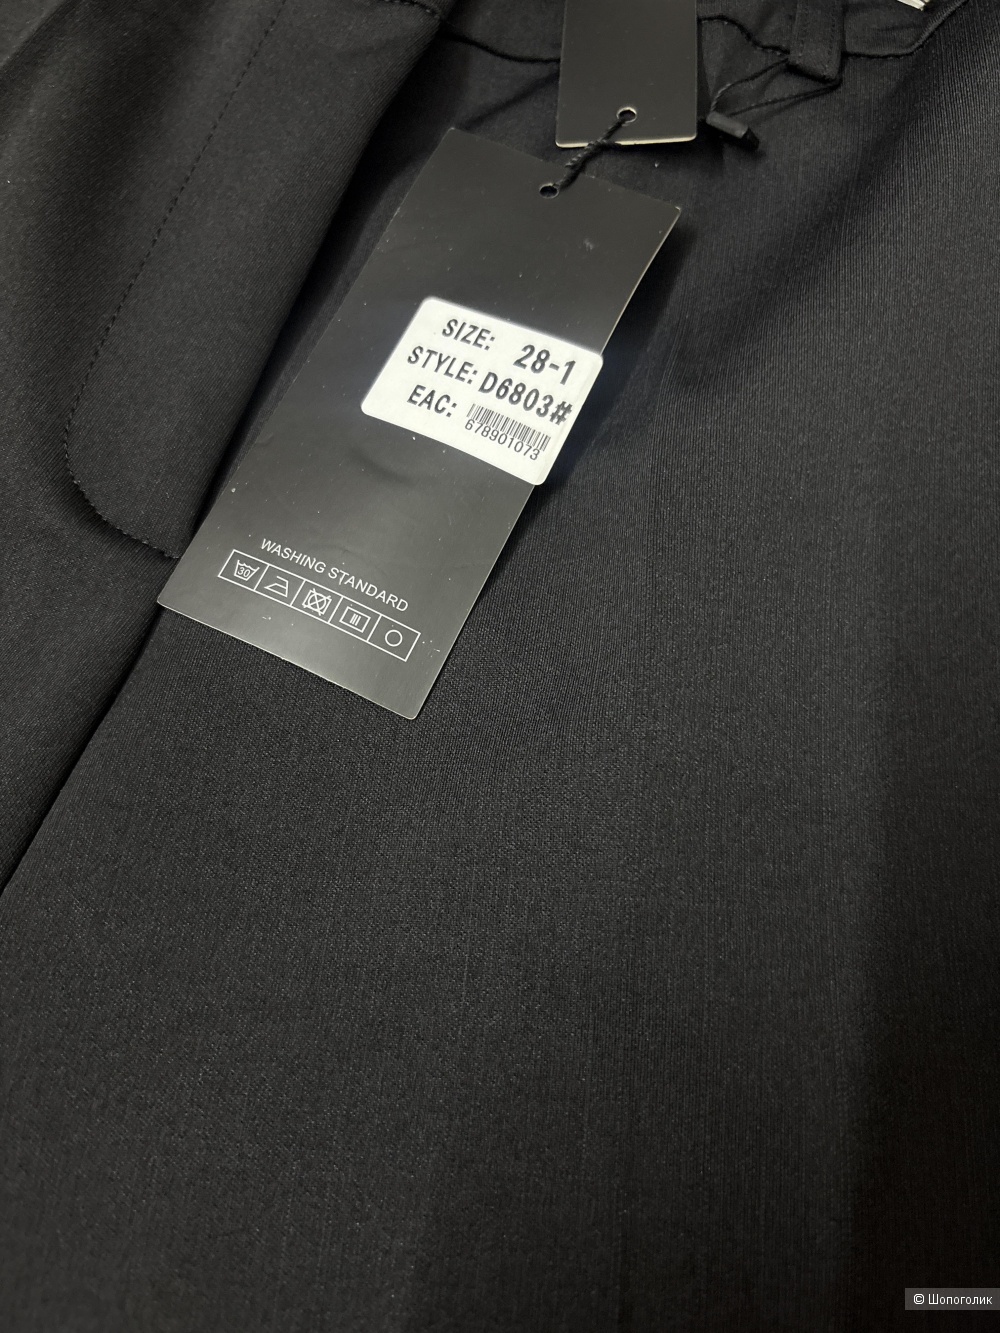 SIZE: 28-1
STYLE: D6803#
EAC:
678901073
WASHING STANDARD
30
© Шопоголик